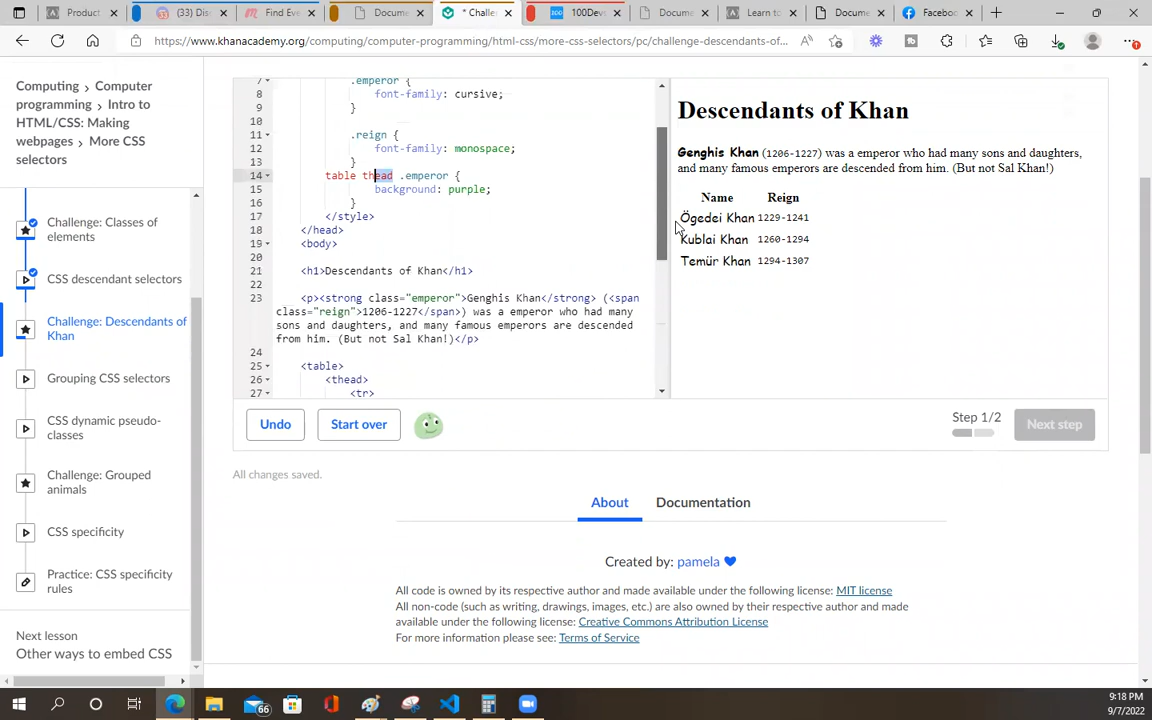 Product
(33) Dis
Find Eve
Docume
* Challe
100Devs
Docume
Learn to
Docume
Faceboo
https://www.khanacademy.org/computing/computer-programming/html-css/more-css-selectors/pc/challenge-descendants-of...
Computing > Computer
programming > Intro to
HTML/CSS: Making
webpages > More CSS
selectors
Challenge: Classes of
elements
CSS descendant selectors
Challenge: Descendants of
Khan
Grouping CSS selectors
CSS dynamic pseudo-
classes
Challenge: Grouped
animals
CSS specificity
Practice: CSS specificity
rules
Next lesson
Other ways to embed CSS
7 .emperor {
8 font-family: cursive;
9 }
10
11 .reign {
12 font-family: monospace;
13 }
14 table thead .emperor {
15 background: purple;
16 }
17 </style>
18 </head>
19 <body>
20
21 <h1>Descendants of Khan</h1>
22
23 <p><strong class="emperor">Genghis Khan</strong> (<span
class="reign">1206-1227</span>) was a emperor who had many
sons and daughters, and many famous emperors are descended
from him. (But not Sal Khan!)</p>
24
25 <table>
26 <thead>
27 <tr>
Descendants of Khan
Genghis Khan (1206-1227) was a emperor who had many sons and daughters,
and many famous emperors are descended from him. (But not Sal Khan!)
Name Reign
Ögedei Khan 1229-1241
Kublai Khan 1260-1294
Temür Khan 1294-1307
Undo
Start over
Step 1/2
Next step
All changes saved.
About
Documentation
Created by: pamela
All code is owned by its respective author and made available under the following license: MIT license
All non-code (such as writing, drawings, images, etc.) are also owned by their respective author and made
available under the following license: Creative Commons Attribution License
For more information please see: Terms of Service
66
9:18 PM
9/7/2022